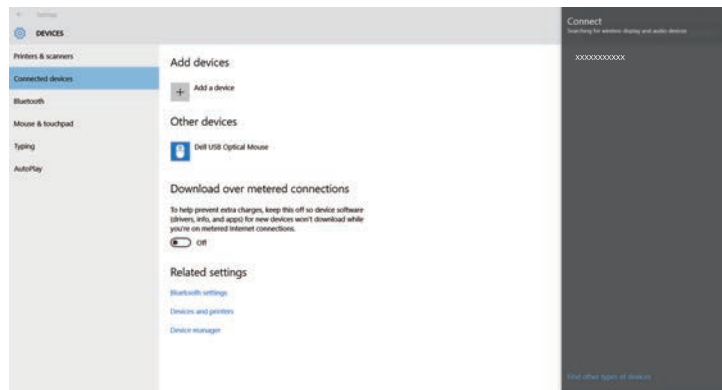 Settings
DEVICES
Printers & scanners
Connected devices
Bluetooth
Mouse & touchpad
Typing
AutoPlay
Add devices
Add a device
Other devices
Dell USB Optical Mouse
Download over metered connections
To help prevent extra charges, keep this off so device software
(drivers, info, and apps) for new devices won't download while
you're on metered Internet connections.
Off
Related settings
Bluetooth settings
Devices and printers
Device manager
Connect
Searching for wireless display and audio devices
xxxxxxxxxxx
Find other types of devices